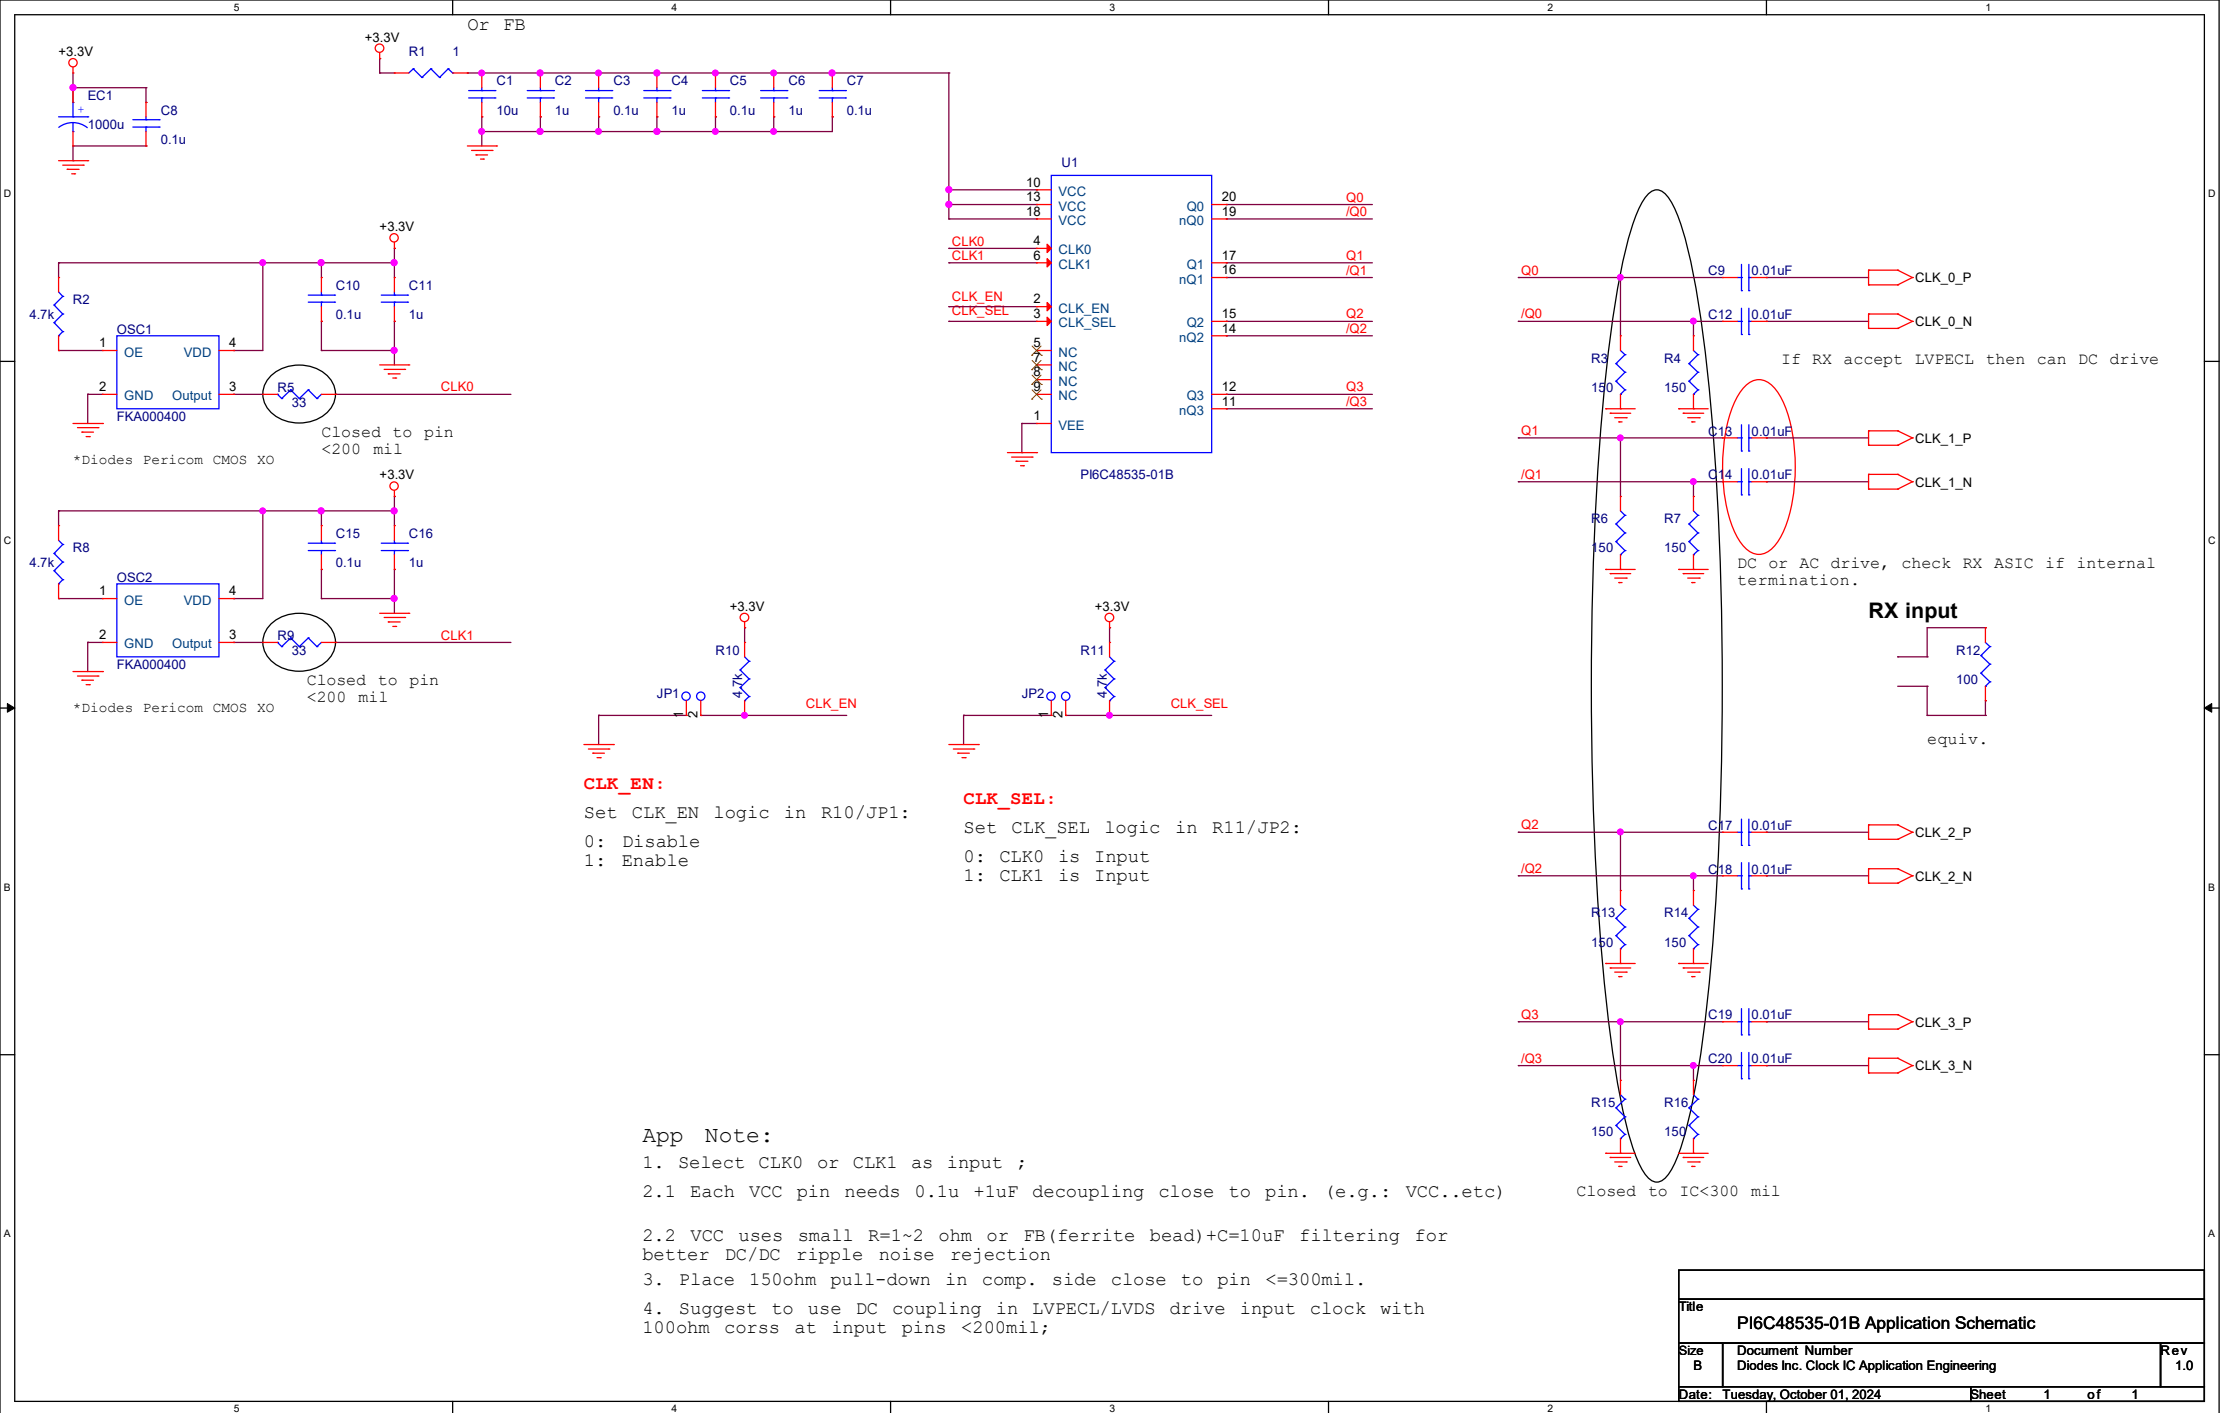 5
4
3
2
1
Or FB
+3.3V
EC1
1000u
C8
0.1u
+3.3V
R1
1
C1
10u
C2
1u
C3
0.1u
C4
1u
C5
0.1u
C6
1u
C7
0.1u
D
D
+3.3V
R2
4.7k
C10
0.1u
C11
1u
OSC1
1
OE
VDD
4
2
GND
Output
3
FKA000400
R5
33
CLK0
Closed to pin
<200 mil
*Diodes Pericom CMOS XO
+3.3V
R8
4.7k
C15
0.1u
C16
1u
OSC2
1
OE
VDD
4
2
GND
Output
3
FKA000400
R9
33
CLK1
Closed to pin
<200 mil
*Diodes Pericom CMOS XO
U1
10
VCC
13
VCC
18
VCC
CLK0
4
CLK0
CLK1
6
CLK1
CLK_EN
2
CLK_EN
CLK_SEL
3
CLK_SEL
5
NC
7
NC
8
NC
9
NC
1
VEE
Q0
20
Q0
nQ0
19
/Q0
Q1
17
Q1
nQ1
16
/Q1
Q2
15
Q2
nQ2
14
/Q2
Q3
12
Q3
nQ3
11
/Q3
PI6C48535-01B
Q0
C9
0.01uF
CLK_0_P
/Q0
C12
0.01uF
CLK_0_N
R3
150
R4
150
If RX accept LVPECL then can DC drive
Q1
C13
0.01uF
CLK_1_P
/Q1
C14
0.01uF
CLK_1_N
R6
150
R7
150
DC or AC drive, check RX ASIC if internal
termination.
RX input
R12
100
equiv.
C
C
+3.3V
R10
4.7k
JP1
1
2
CLK_EN
+3.3V
R11
4.7k
JP2
1
2
CLK_SEL
CLK_EN:
Set CLK_EN logic in R10/JP1:
0: Disable
1: Enable
CLK_SEL:
Set CLK_SEL logic in R11/JP2:
0: CLK0 is Input
1: CLK1 is Input
Q2
C17
0.01uF
CLK_2_P
/Q2
C18
0.01uF
CLK_2_N
R13
150
R14
150
B
B
Q3
C19
0.01uF
CLK_3_P
/Q3
C20
0.01uF
CLK_3_N
R15
150
R16
150
Closed to IC<300 mil
App Note:
1. Select CLK0 or CLK1 as input ;
2.1 Each VCC pin needs 0.1u +1uF decoupling close to pin. (e.g.: VCC..etc)
2.2 VCC uses small R=1~2 ohm or FB(ferrite bead)+C=10uF filtering for
better DC/DC ripple noise rejection
3. Place 150ohm pull-down in comp. side close to pin <=300mil.
4. Suggest to use DC coupling in LVPECL/LVDS drive input clock with
100ohm corss at input pins <200mil;
A
A
Title
PI6C48535-01B Application Schematic
Size
B
Document Number
Diodes Inc. Clock IC Application Engineering
Rev
1.0
Date: Tuesday, October 01, 2024
Sheet 1 of 1
5
4
3
2
1